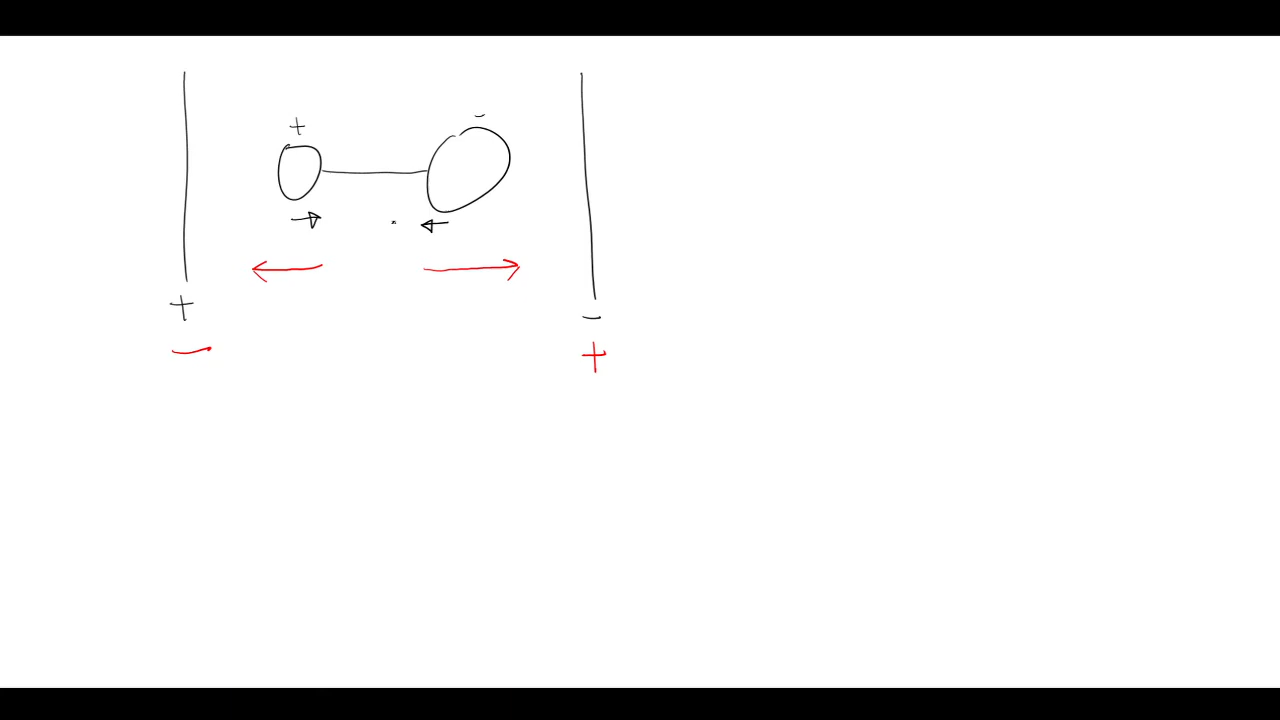 + -
+ -
- +